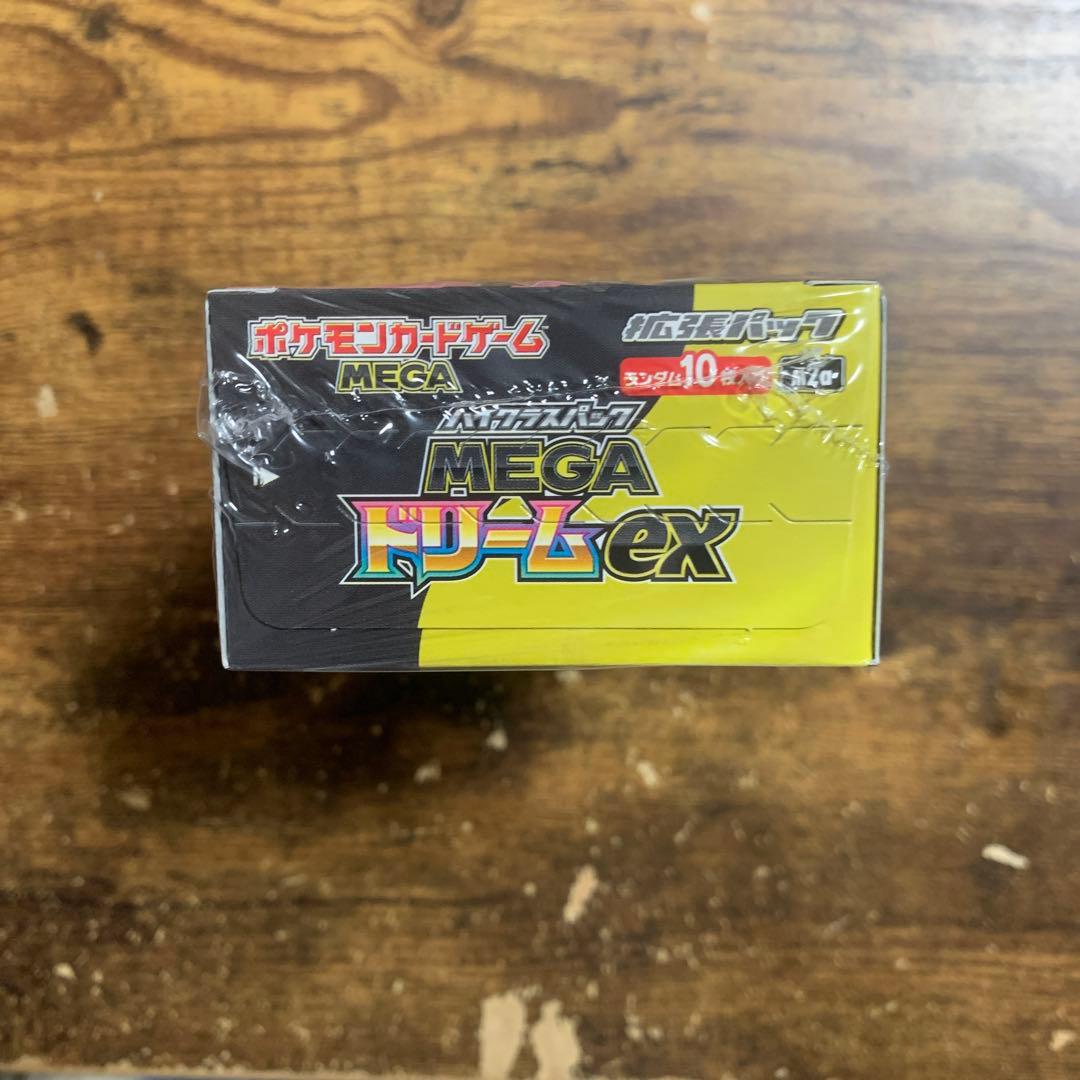 ポケモンカードゲーム
MEGA
拡張パック
ランダム10枚入り
M2a
ハイクラスパック
MEGA
ドリームex